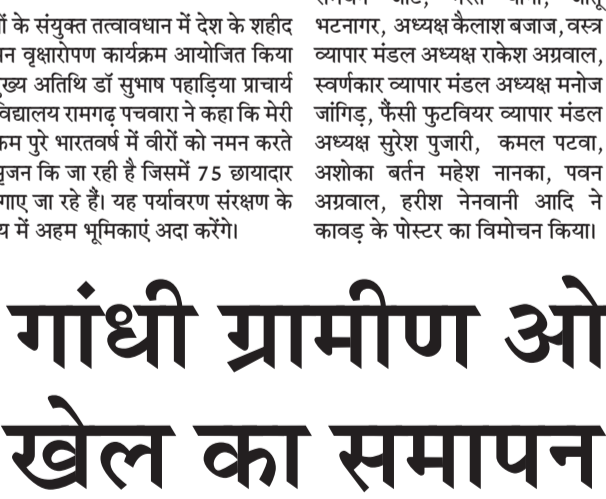 के संयुक्त तत्वावधान में देश के शहीद
वृक्षारोपण कार्यक्रम आयोजित किया
अतिथि डॉ सुभाष पहाड़िया प्राचार्य
रामगढ़ पचवारा ने कहा कि मेरी
पुरे भारतवर्ष में वीरों को नमन करते
कि जा रही है जिसमें 75 छायादार
जा रहे हैं। यह पर्यावरण संरक्षण के
में अहम भूमिकाएं अदा करेंगे।
भटनागर, अध्यक्ष कैलाश बजाज, वस्त्र
व्यापार मंडल अध्यक्ष राकेश अग्रवाल,
स्वर्णकार व्यापार मंडल अध्यक्ष मनोज
जांगिड़, फैंसी फुटवियर व्यापार मंडल
अध्यक्ष सुरेश पुजारी, कमल पटवा,
अशोका बर्तन महेश नानका, पवन
अग्रवाल, हरीश नेनवानी आदि ने
कावड़ के पोस्टर का विमोचन किया।
गांधी ग्रामीण ओ
खेल का समापन